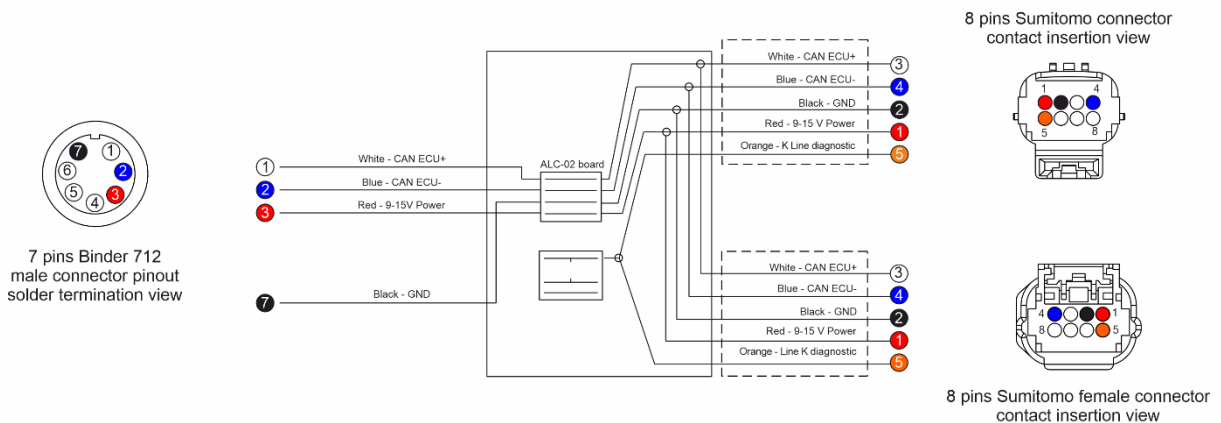 7
1
6
2
5
4
3
7 pins Binder 712
male connector pinout
solder termination view
1
White - CAN ECU+
2
Blue - CAN ECU-
3
Red - 9-15V Power
7
Black - GND
ALC-02 board
White - CAN ECU+
3
Blue - CAN ECU-
4
Black - GND
2
Red - 9-15 V Power
1
Orange - K Line diagnostic
5
White - CAN ECU+
3
Blue - CAN ECU-
4
Black - GND
2
Red - 9-15 V Power
1
Orange - Line K diagnostic
5
8 pins Sumitomo connector
contact insertion view
1 4
5 8
4 1
8 5
8 pins Sumitomo female connector
contact insertion view